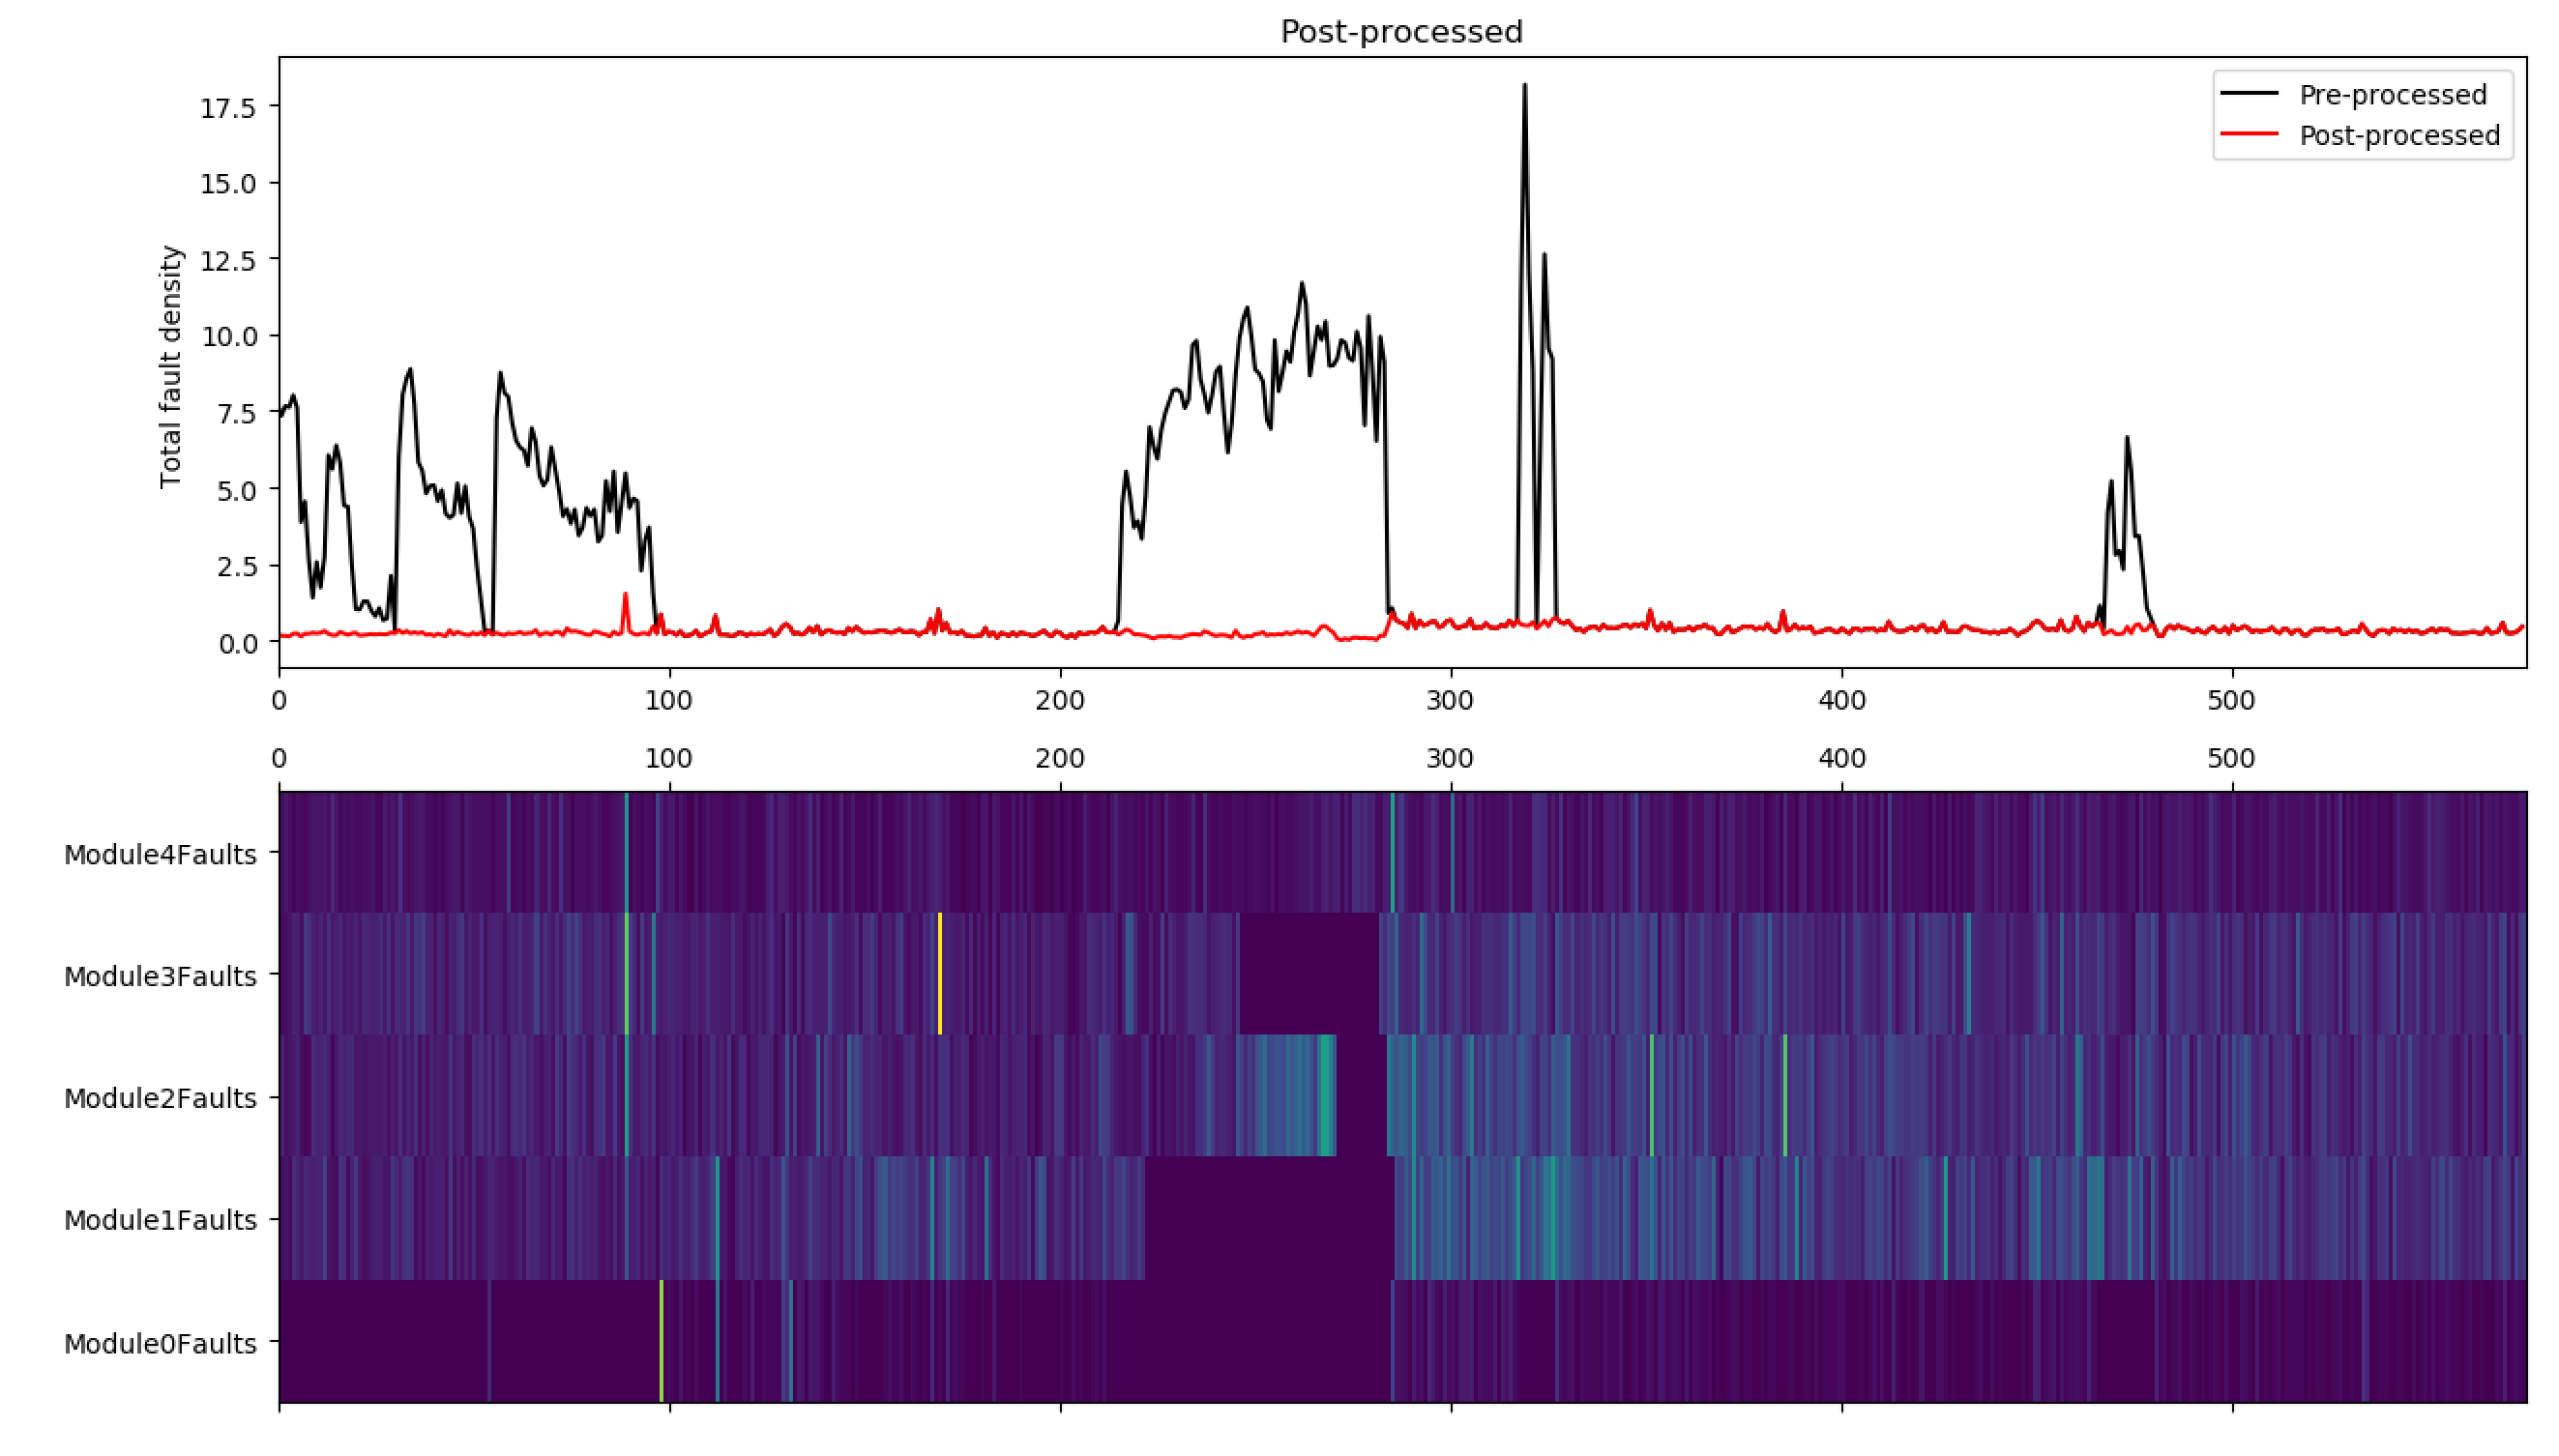 Post-processed
Pre-processed
Post-processed
Total fault density
17.5
15.0
12.5
10.0
7.5
5.0
2.5
0.0
0 100 200 300 400 500
0 100 200 300 400 500
Module4Faults
Module3Faults
Module2Faults
Module1Faults
Module0Faults